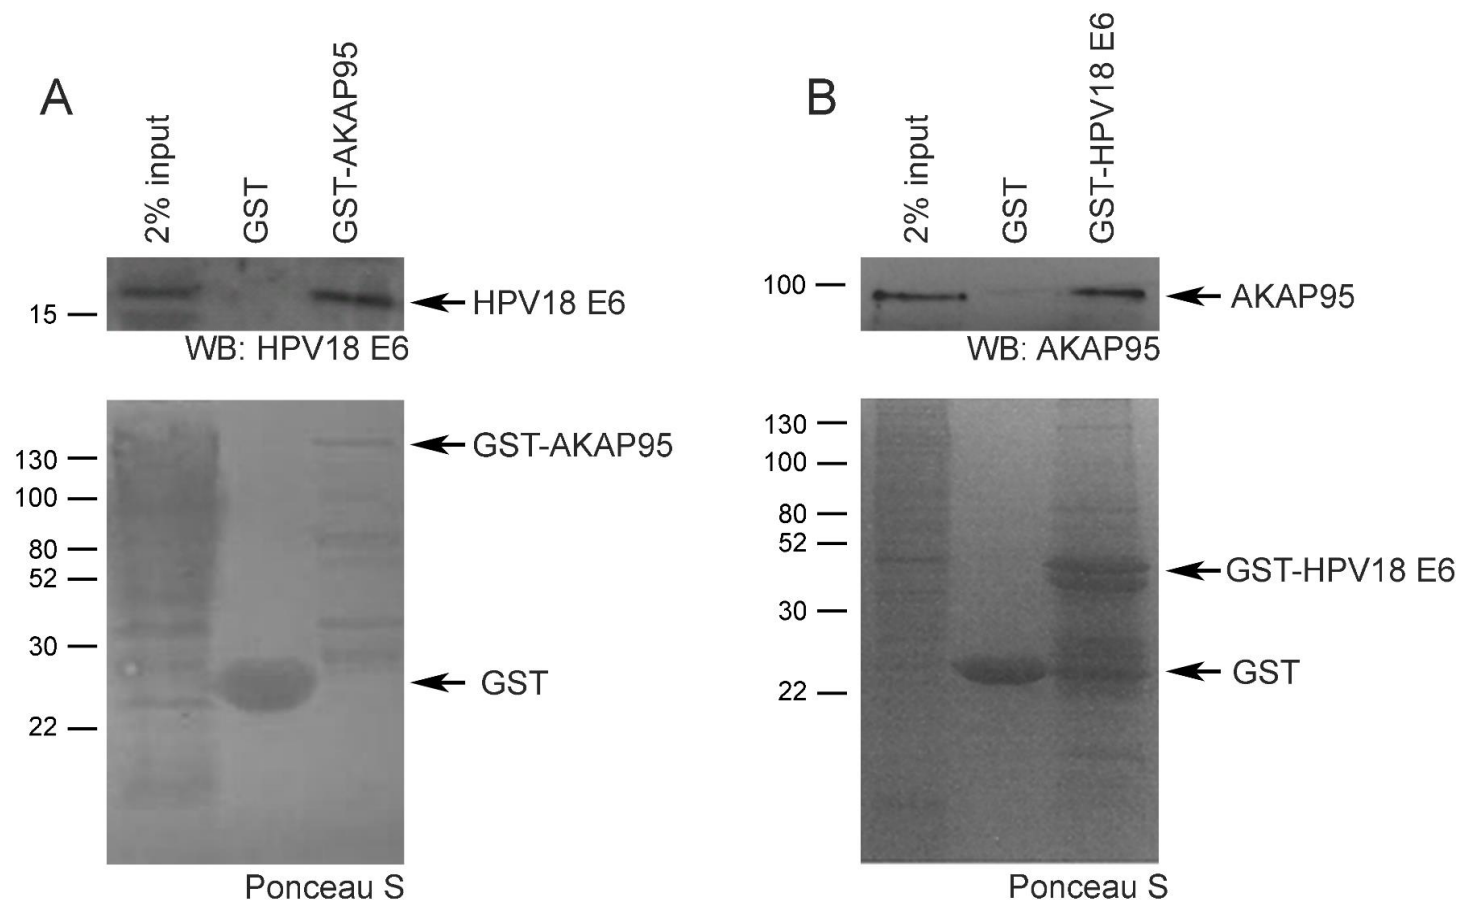 A
2% input
GST
GST-AKAP95
15
HPV18 E6
WB: HPV18 E6
130
100
80
52
30
22
GST-AKAP95
GST
Ponceau S
B
2% input
GST
GST-HPV18 E6
100
AKAP95
WB: AKAP95
130
100
80
52
30
22
GST-HPV18 E6
GST
Ponceau S